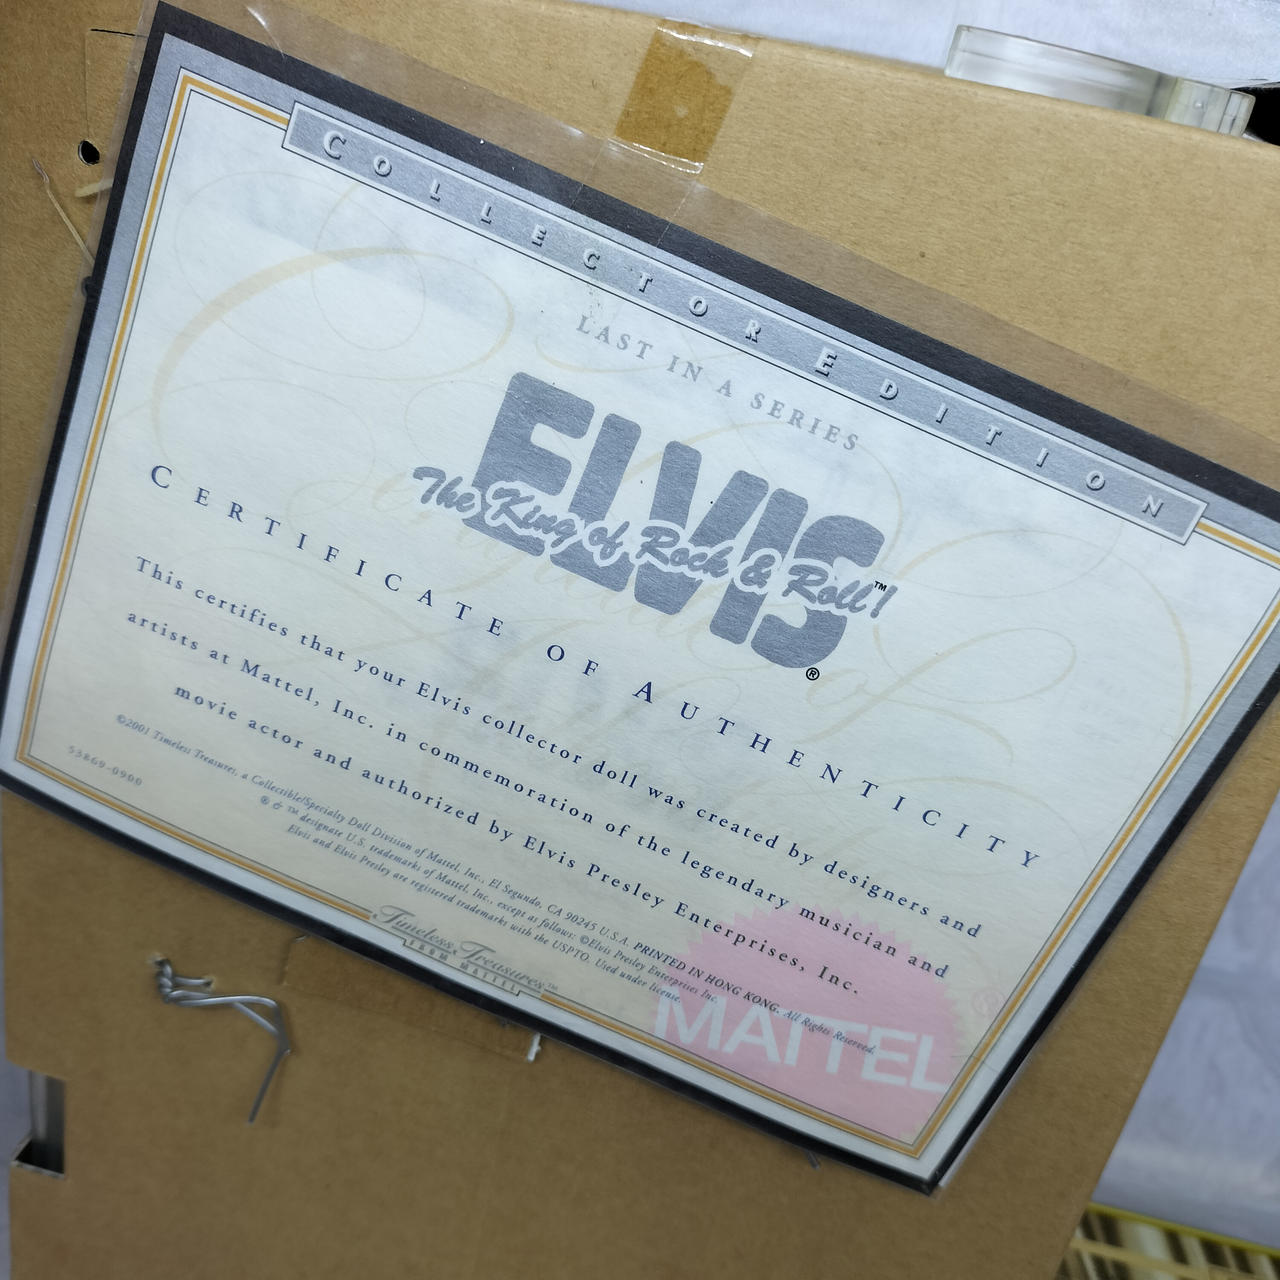 COLLECTOR EDITION
LAST IN A SERIES
ELVIS
The King of Rock & Roll!™
®
CERTIFICATE OF AUTHENTICITY
This certifies that your Elvis collector doll was created by designers and
artists at Mattel, Inc. in commemoration of the legendary musician and
movie actor and authorized by Elvis Presley Enterprises, Inc.
©2001 Timeless Treasures, a Collectible/Specialty Doll Division of Mattel, Inc., El Segundo, CA 90245 U.S.A. PRINTED IN HONG KONG. All Rights Reserved.
® & ™ designate U.S. trademarks of Mattel, Inc., except as follows: ©Elvis Presley Enterprises Inc.
Elvis and Elvis Presley are registered trademarks with the USPTO. Used under license.
53869-0900
Timeless Treasures™
FROM MATTEL
MATTEL
®